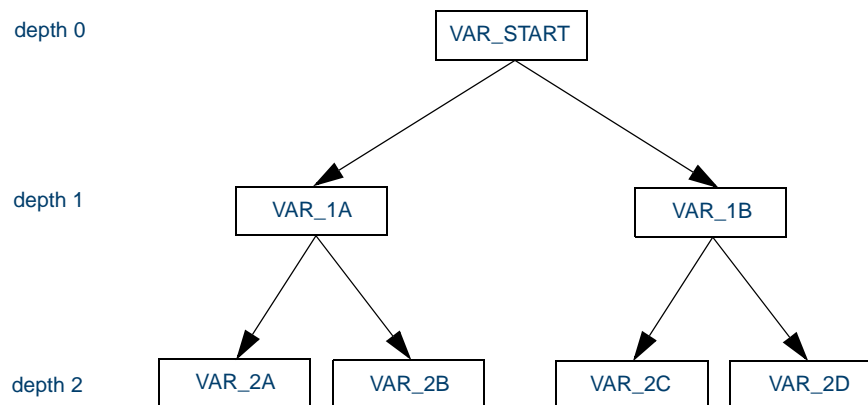 depth 0
VAR_START
depth 1
VAR_1A
VAR_1B
depth 2
VAR_2A
VAR_2B
VAR_2C
VAR_2D